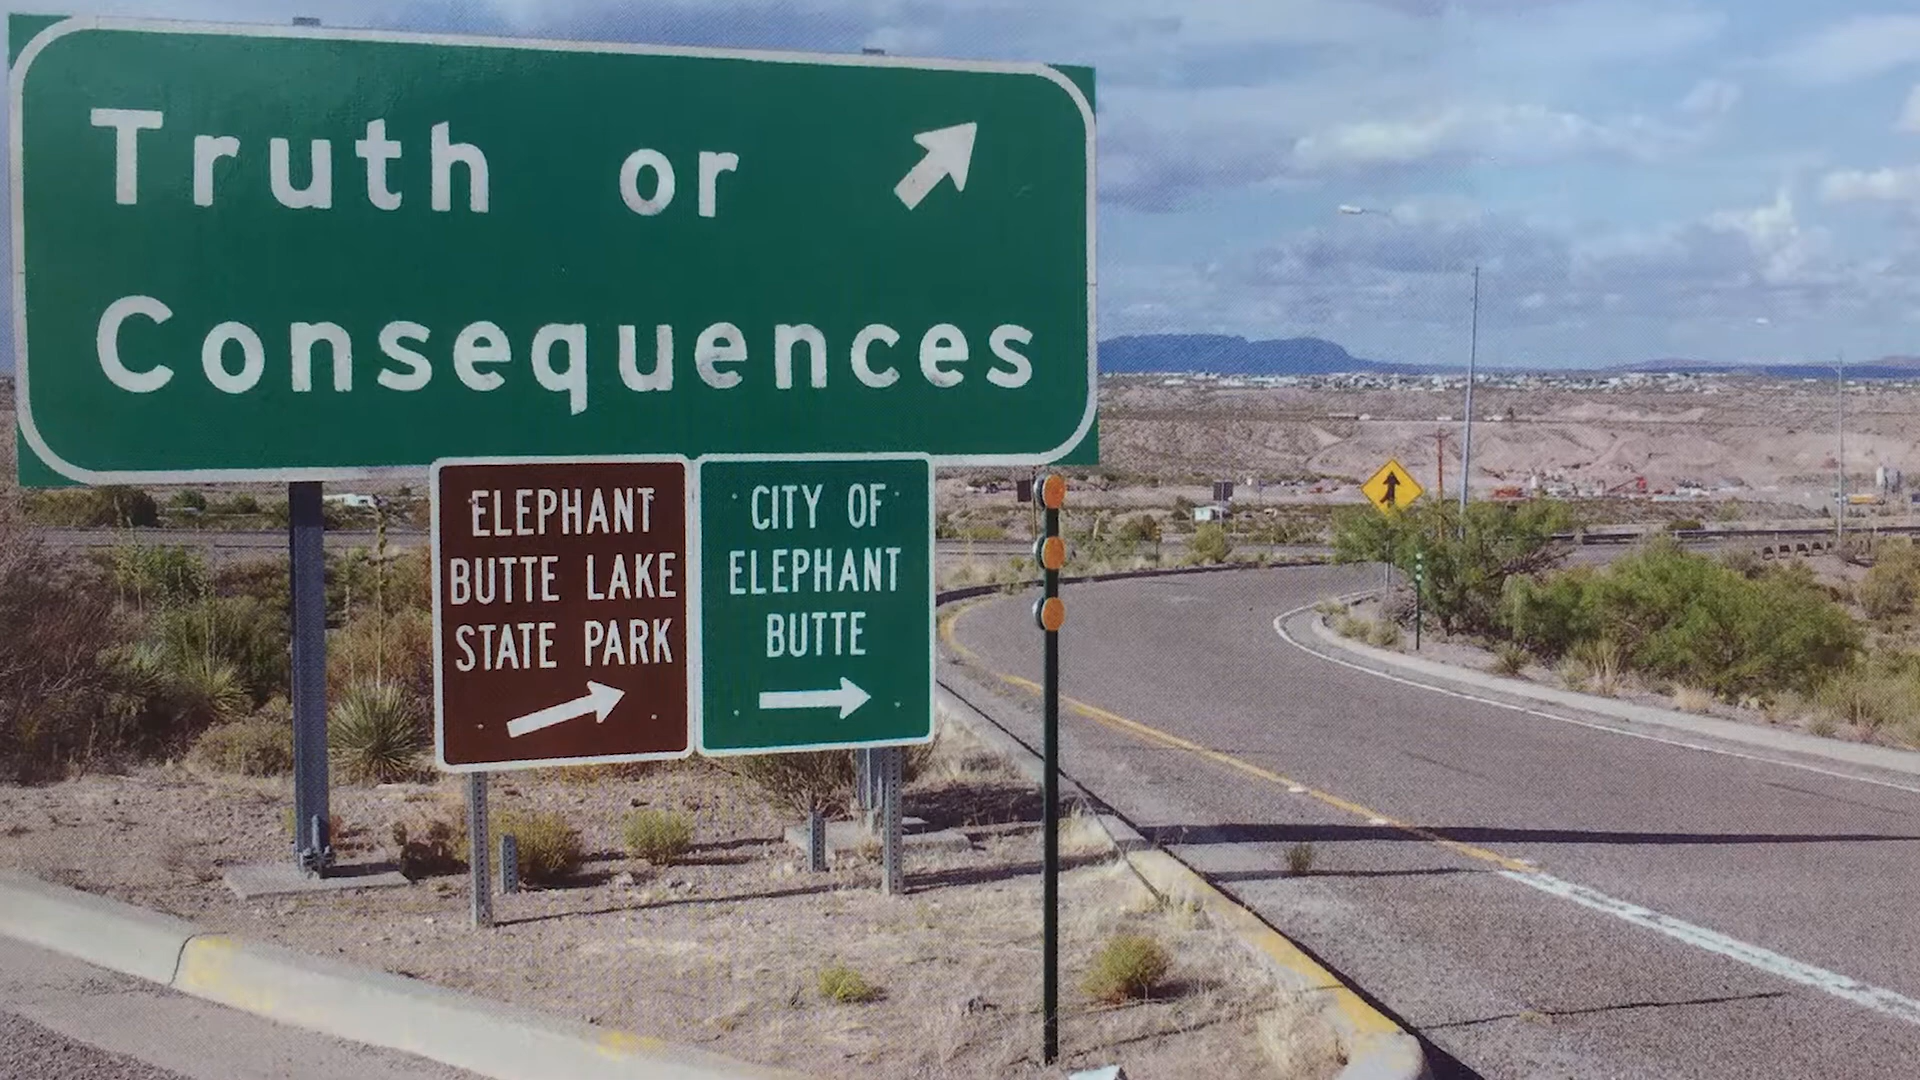 Truth or
Consequences
ELEPHANT
BUTTE LAKE
STATE PARK
CITY OF
ELEPHANT
BUTTE